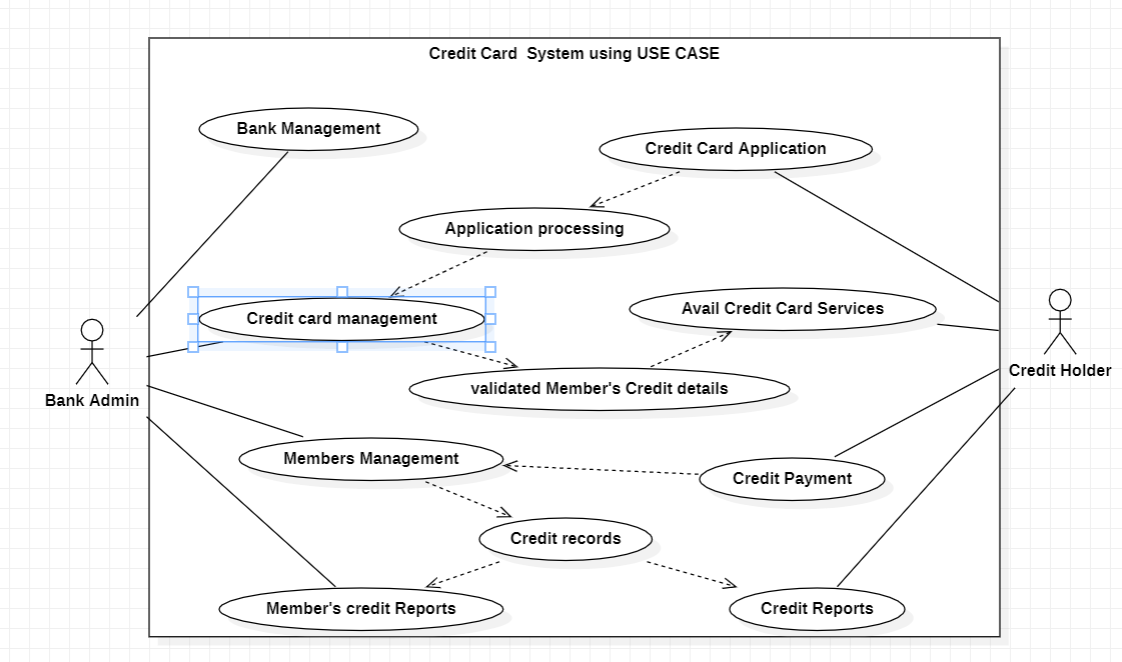 Credit Card  System using USE CASE
Bank Management
Credit Card Application
Application processing
Credit card management
Avail Credit Card Services
Credit Holder
validated Member's Credit details
Bank Admin
Members Management
Credit Payment
Credit records
Member's credit Reports
Credit Reports